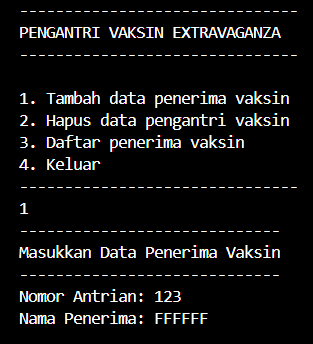 -------------------------------
PENGANTRI VAKSIN EXTRAVAGANZA
-------------------------------
1. Tambah data penerima vaksin
2. Hapus data pengantri vaksin
3. Daftar penerima vaksin
4. Keluar
-------------------------------
1
-----------------------------
Masukkan Data Penerima Vaksin
-----------------------------
Nomor Antrian: 123
Nama Penerima: FFFFFF